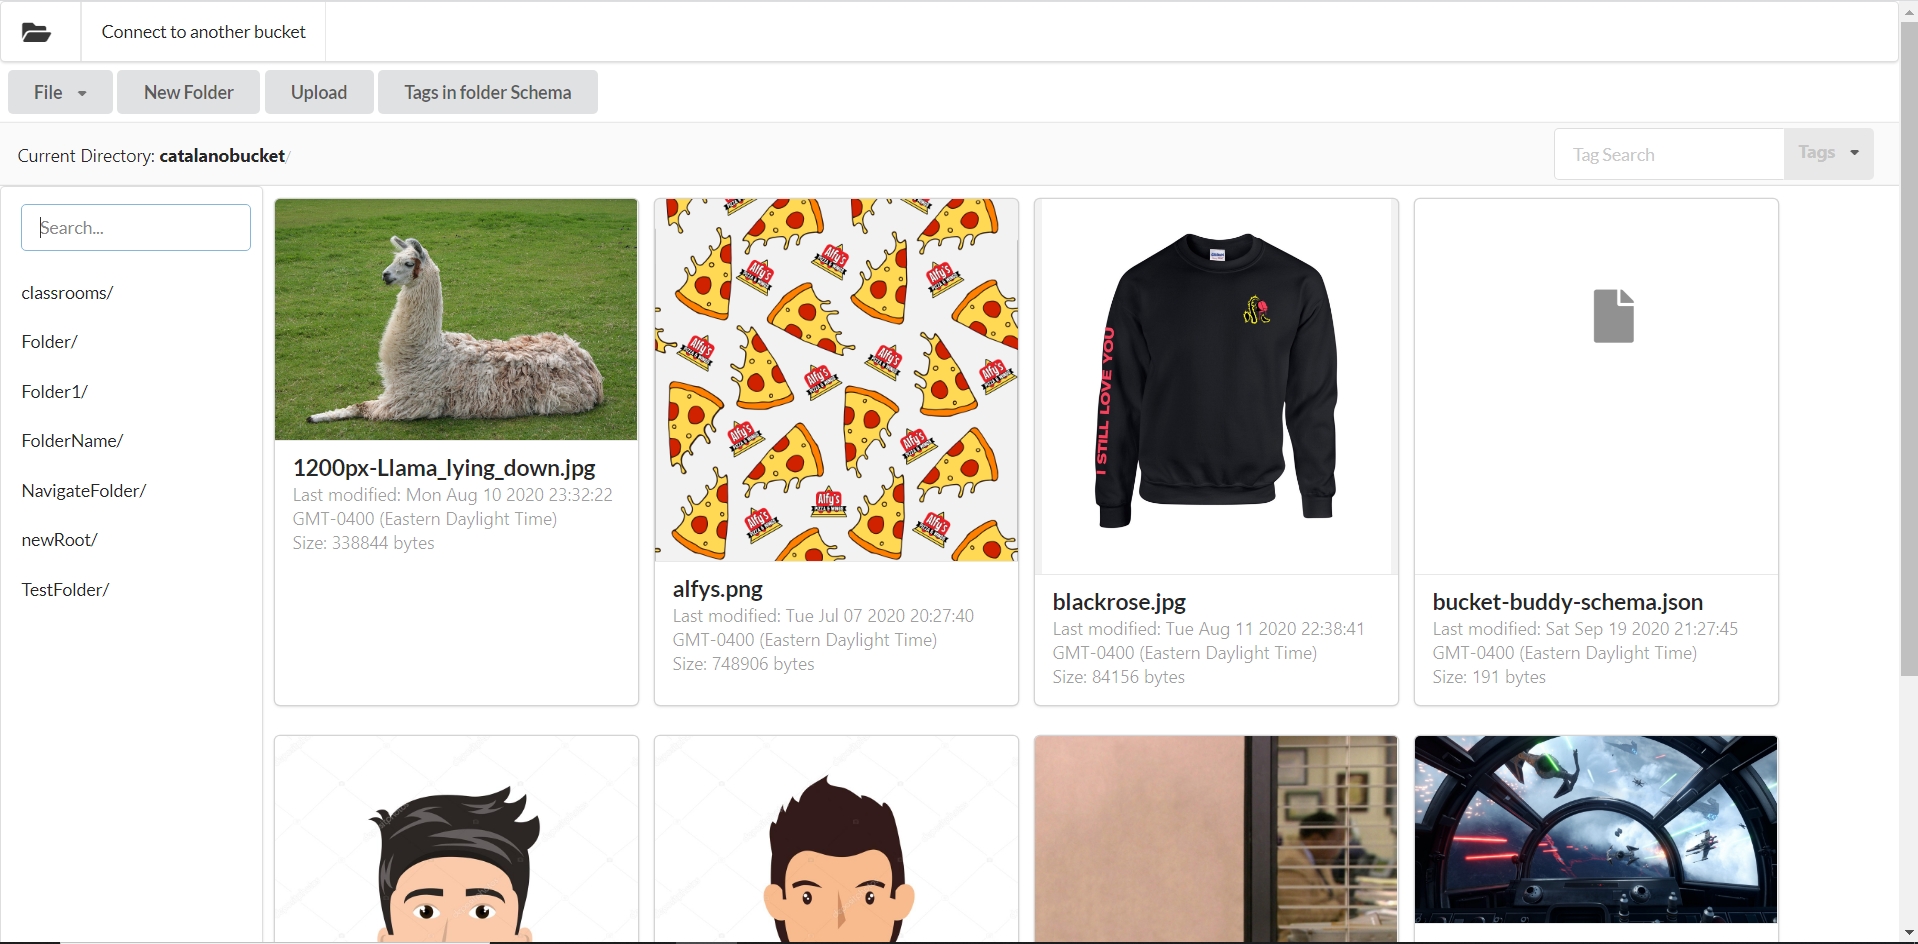 Connect to another bucket
File
New Folder
Upload
Tags in folder Schema
Current Directory: catalanobucket/
Tag Search
Tags
Search...
classrooms/
Folder/
Folder1/
FolderName/
NavigateFolder/
newRoot/
TestFolder/
1200px-Llama_lying_down.jpg
Last modified: Mon Aug 10 2020 23:32:22
GMT-0400 (Eastern Daylight Time)
Size: 338844 bytes
Alfy's
alfys.png
Last modified: Tue Jul 07 2020 20:27:40
GMT-0400 (Eastern Daylight Time)
Size: 748906 bytes
I STILL LOVE YOU
blackrose.jpg
Last modified: Tue Aug 11 2020 22:38:41
GMT-0400 (Eastern Daylight Time)
Size: 84156 bytes
bucket-buddy-schema.json
Last modified: Sat Sep 19 2020 21:27:45
GMT-0400 (Eastern Daylight Time)
Size: 191 bytes